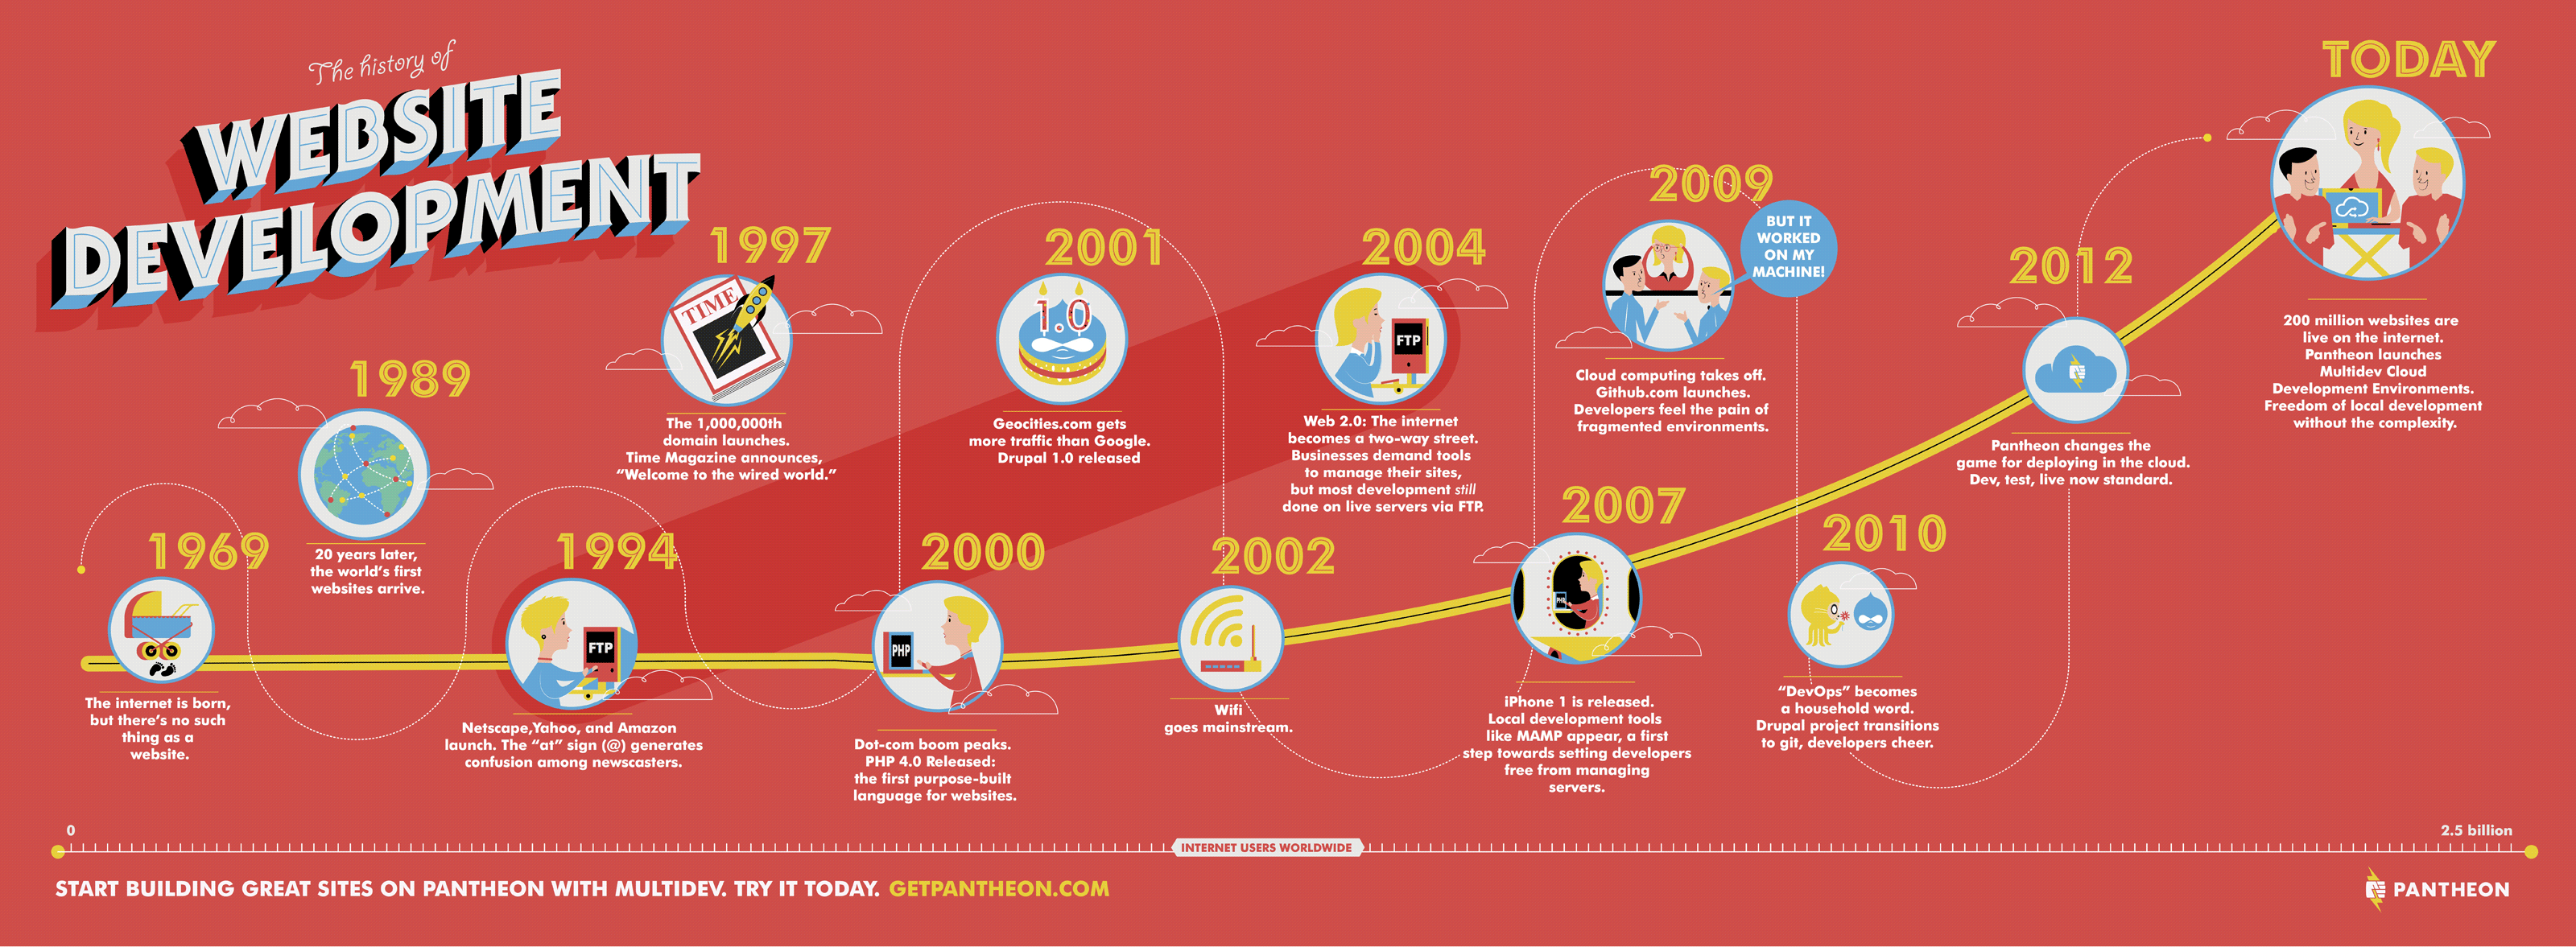 The history of
WEBSITE
DEVELOPMENT
1969
The internet is born,
but there's no such
thing as a
website.
1989
20 years later,
the world's first
websites arrive.
1994
FTP
Netscape,Yahoo, and Amazon
launch. The “at” sign (@) generates
confusion among newscasters.
1997
TIME
The 1,000,000th
domain launches.
Time Magazine announces,
“Welcome to the wired world.”
2000
PHP
Dot-com boom peaks.
PHP 4.0 Released:
the first purpose-built
language for websites.
2001
1.0
Geocities.com gets
more traffic than Google.
Drupal 1.0 released
2002
Wifi
goes mainstream.
2004
FTP
Web 2.0: The internet
becomes a two-way street.
Businesses demand tools
to manage their sites,
but most development still
done on live servers via FTP.
2007
PHP
iPhone 1 is released.
Local development tools
like MAMP appear, a first
step towards setting developers
free from managing
servers.
2009
BUT IT
WORKED
ON MY
MACHINE!
Cloud computing takes off.
Github.com launches.
Developers feel the pain of
fragmented environments.
2010
“DevOps” becomes
a household word.
Drupal project transitions
to git, developers cheer.
2012
Pantheon changes the
game for deploying in the cloud.
Dev, test, live now standard.
TODAY
200 million websites are
live on the internet.
Pantheon launches
Multidev Cloud
Development Environments.
Freedom of local development
without the complexity.
0
INTERNET USERS WORLDWIDE
2.5 billion
START BUILDING GREAT SITES ON PANTHEON WITH MULTIDEV. TRY IT TODAY. GETPANTHEON.COM
PANTHEON